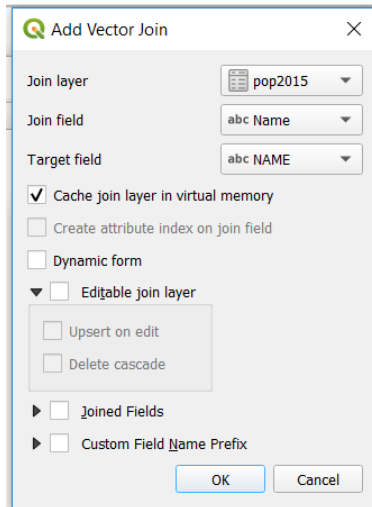 Add Vector Join
Join layer pop2015
Join field abc Name
Target field abc NAME
Cache join layer in virtual memory
Create attribute index on join field
Dynamic form
Editable join layer
Upsert on edit
Delete cascade
Joined Fields
Custom Field Name Prefix
OK Cancel